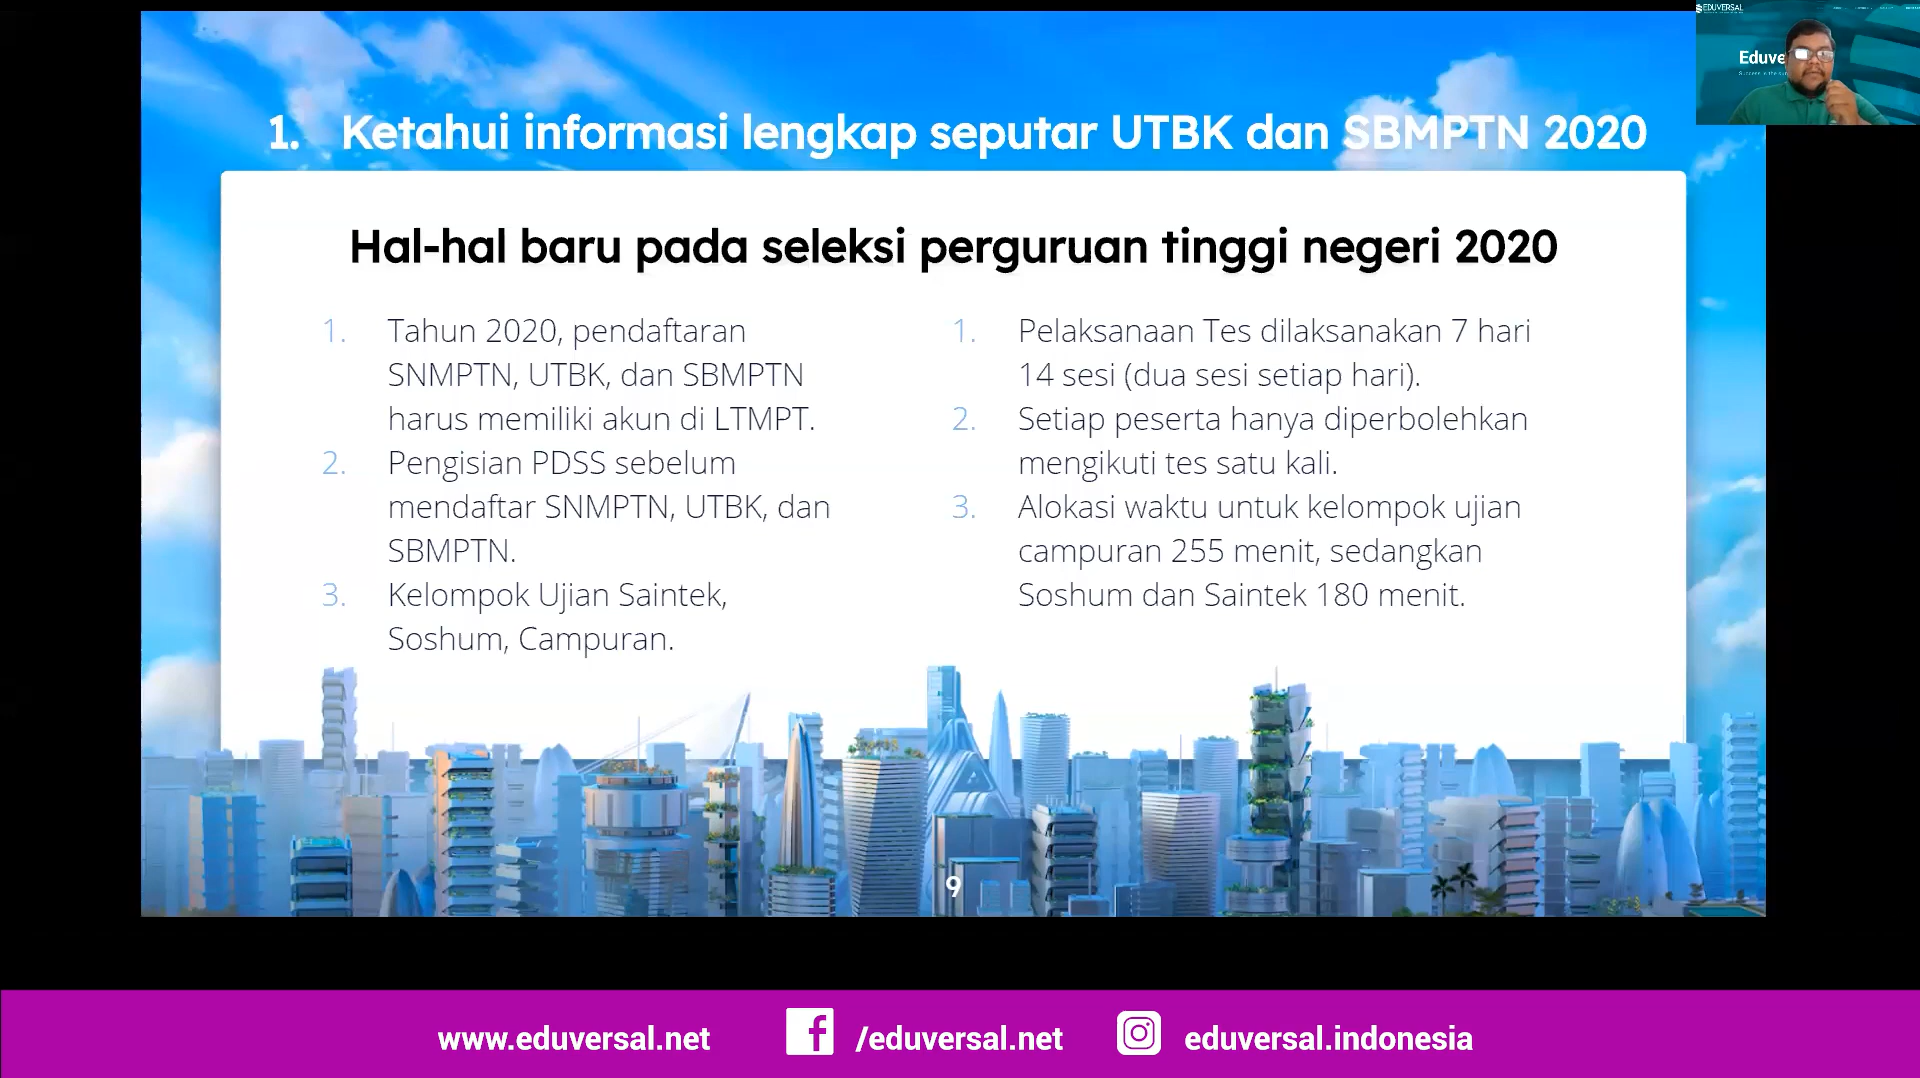 EDUVERSAL
Eduve
1. Ketahui informasi lengkap seputar UTBK dan SBMPTN 2020
Hal-hal baru pada seleksi perguruan tinggi negeri 2020
1. Tahun 2020, pendaftaran
SNMPTN, UTBK, dan SBMPTN
harus memiliki akun di LTMPT.
2. Pengisian PDSS sebelum
mendaftar SNMPTN, UTBK, dan
SBMPTN.
3. Kelompok Ujian Saintek,
Soshum, Campuran.
1. Pelaksanaan Tes dilaksanakan 7 hari
14 sesi (dua sesi setiap hari).
2. Setiap peserta hanya diperbolehkan
mengikuti tes satu kali.
3. Alokasi waktu untuk kelompok ujian
campuran 255 menit, sedangkan
Soshum dan Saintek 180 menit.
9
www.eduversal.net
/eduversal.net
eduversal.indonesia